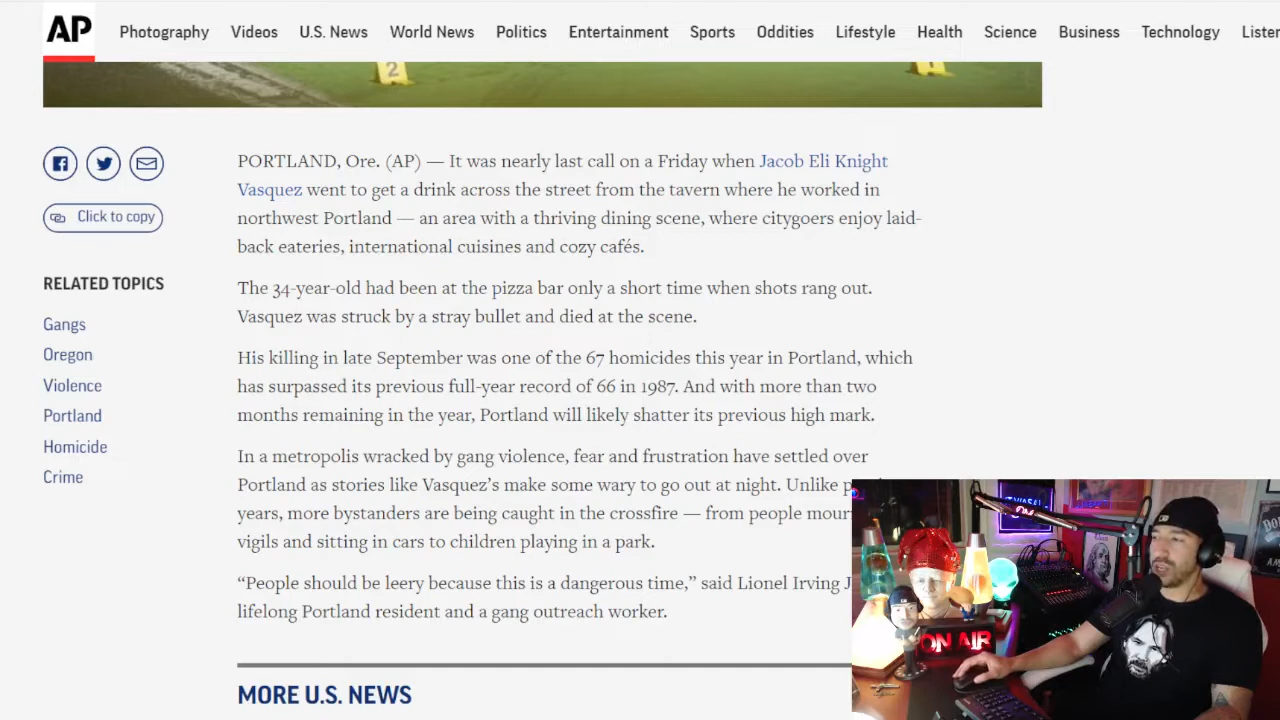 AP
Photography Videos U.S. News World News Politics Entertainment Sports Oddities Lifestyle Health Science Business Technology
2
Click to copy
RELATED TOPICS
Gangs
Oregon
Violence
Portland
Homicide
Crime
PORTLAND, Ore. (AP) — It was nearly last call on a Friday when Jacob Eli Knight
Vasquez went to get a drink across the street from the tavern where he worked in
northwest Portland — an area with a thriving dining scene, where citygoers enjoy laid-
back eateries, international cuisines and cozy cafés.
The 34-year-old had been at the pizza bar only a short time when shots rang out.
Vasquez was struck by a stray bullet and died at the scene.
His killing in late September was one of the 67 homicides this year in Portland, which
has surpassed its previous full-year record of 66 in 1987. And with more than two
months remaining in the year, Portland will likely shatter its previous high mark.
In a metropolis wracked by gang violence, fear and frustration have settled over
Portland as stories like Vasquez’s make some wary to go out at night. Unlike
years, more bystanders are being caught in the crossfire — from people
vigils and sitting in cars to children playing in a park.
“People should be leery because this is a dangerous time,” said Lionel Irving
lifelong Portland resident and a gang outreach worker.
MORE U.S. NEWS
ON AIR